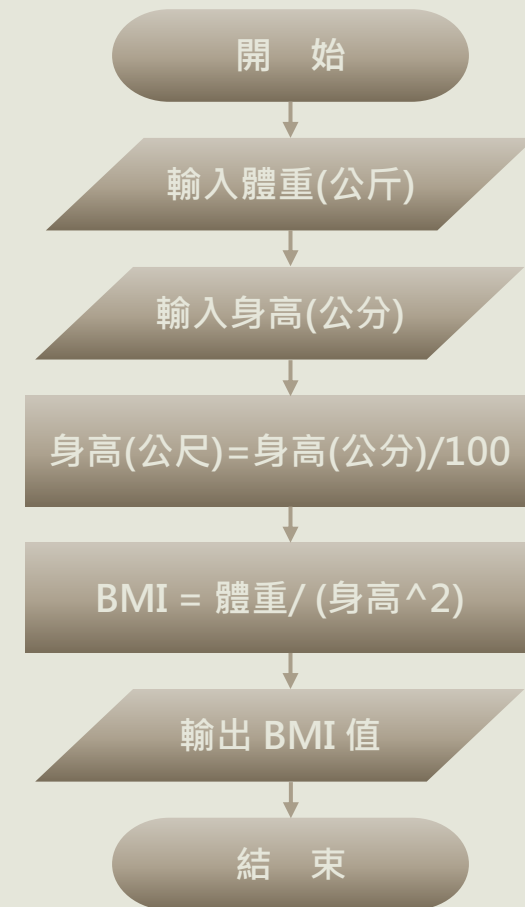 開 始
輸入體重(公斤)
輸入身高(公分)
身高(公尺)=身高(公分)/100
BMI = 體重/ (身高^2)
輸出 BMI 值
結 束